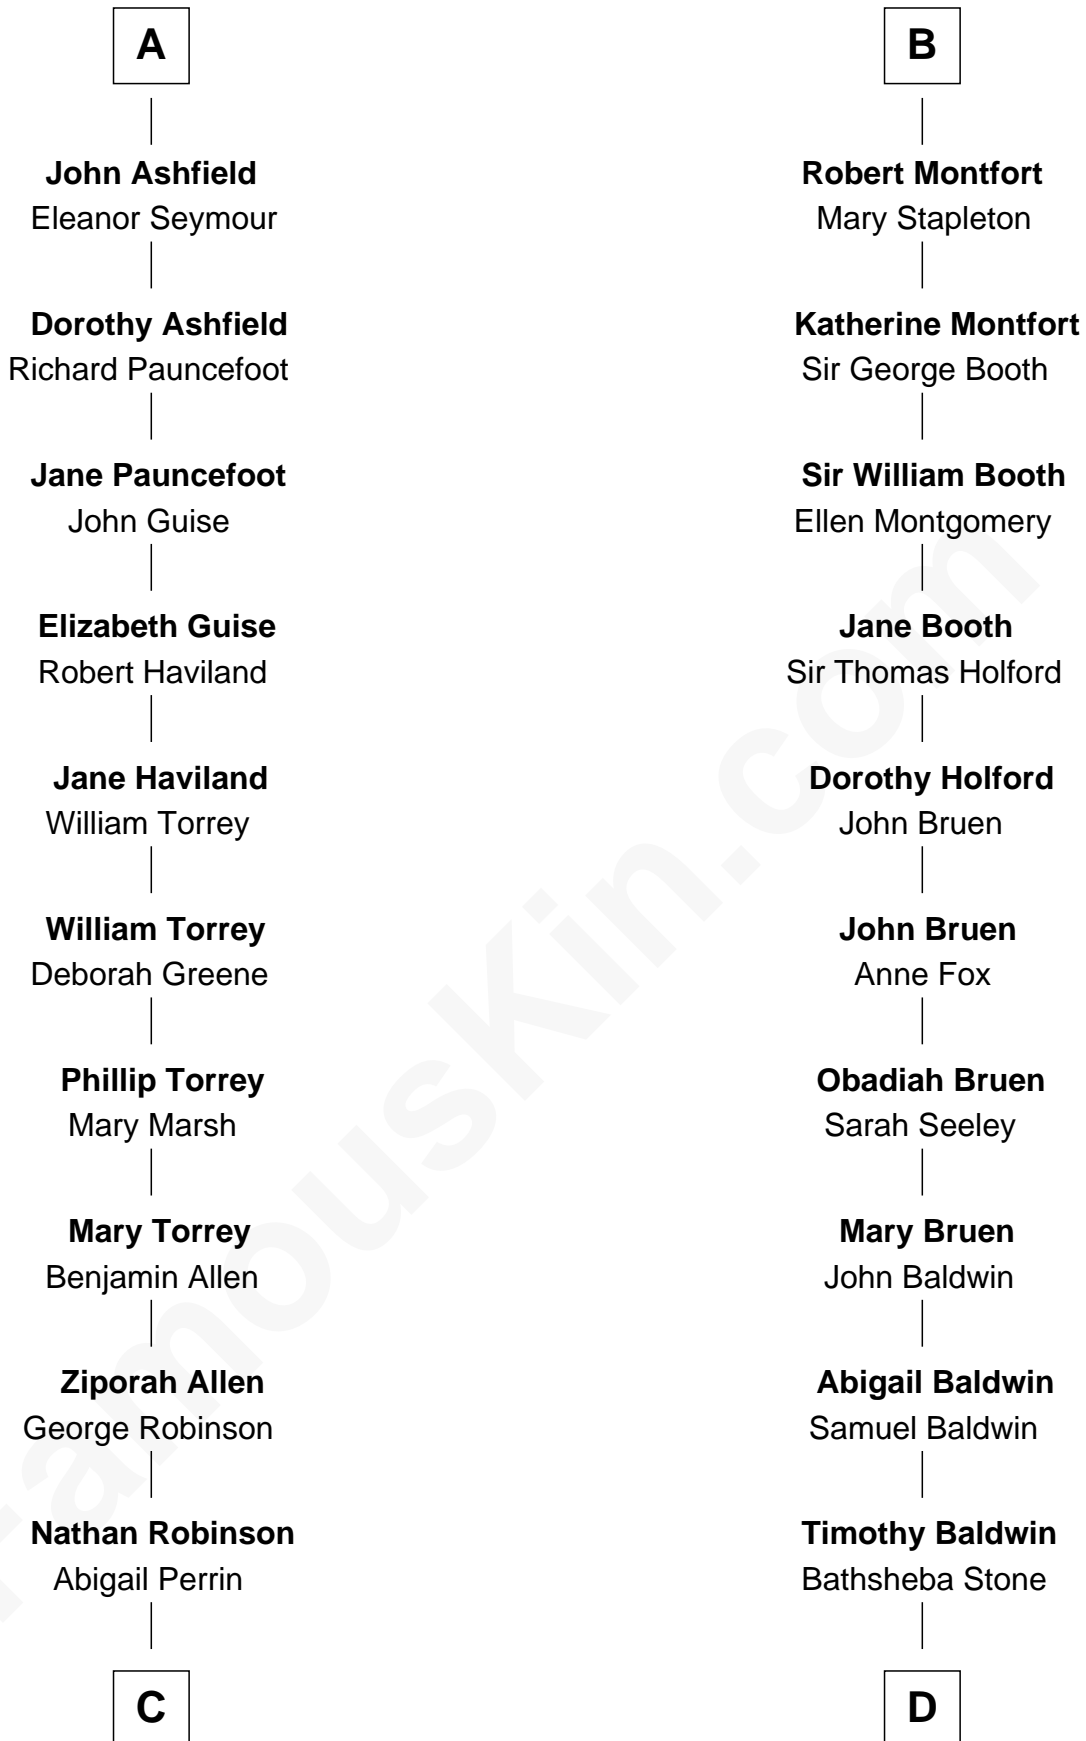 A
John Ashfield
Eleanor Seymour
Dorothy Ashfield
Richard Pauncefoot
Jane Pauncefoot
John Guise
Elizabeth Guise
Robert Haviland
Jane Haviland
William Torrey
William Torrey
Deborah Greene
Phillip Torrey
Mary Marsh
Mary Torrey
Benjamin Allen
Ziporah Allen
George Robinson
Nathan Robinson
Abigail Perrin
C
B
Robert Montfort
Mary Stapleton
Katherine Montfort
Sir George Booth
Sir William Booth
Ellen Montgomery
Jane Booth
Sir Thomas Holford
Dorothy Holford
John Bruen
John Bruen
Anne Fox
Obadiah Bruen
Sarah Seeley
Mary Bruen
John Baldwin
Abigail Baldwin
Samuel Baldwin
Timothy Baldwin
Bathsheba Stone
D
FamousKin.com